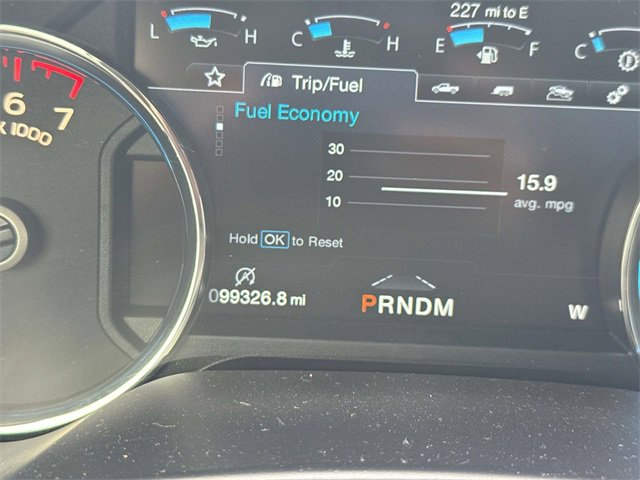 227 mi to E
L H C H E F C
Trip/Fuel
Fuel Economy
6
7
X 1000
30
20
10
15.9
avg. mpg
Hold OK to Reset
A
099326.8 mi
PRNDM
W